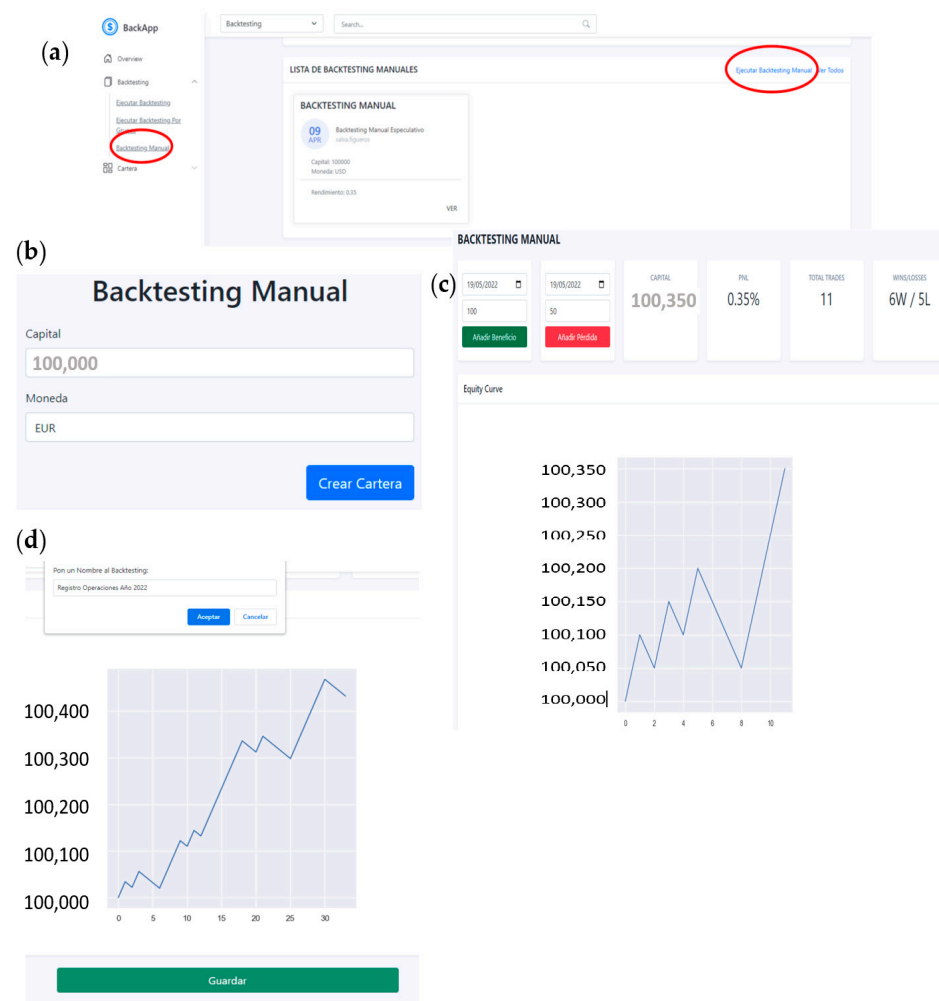 (a)
BackApp
Backtesting
Search...
Overview
Backtesting
Ejecutar Backtesting
Ejecutar Backtesting Por
Backtesting Manual
Cartera
LISTA DE BACKTESTING MANUALES
Ejecutar Backtesting Manual
Ver Todos
BACKTESTING MANUAL
09
APR
Backtesting Manual Especulativo
salva.figueros
Capital: 100000
Moneda: USD
Rendimiento: 0.35
VER
(b)
Backtesting Manual
Capital
100,000
Moneda
EUR
Crear Cartera
(c)
BACKTESTING MANUAL
19/05/2022
100
Añadir Beneficio
19/05/2022
50
Añadir Pérdida
CAPITAL
100,350
PNL
0.35%
TOTAL TRADES
11
WINS/LOSSES
6W / 5L
Equity Curve
100,350
100,300
100,250
100,200
100,150
100,100
100,050
100,000
0 2 4 6 8 10
(d)
Pon un Nombre al Backtesting:
Registro Operaciones Año 2022
Aceptar Cancelar
100,400
100,300
100,200
100,100
100,000
0 5 10 15 20 25 30
Guardar